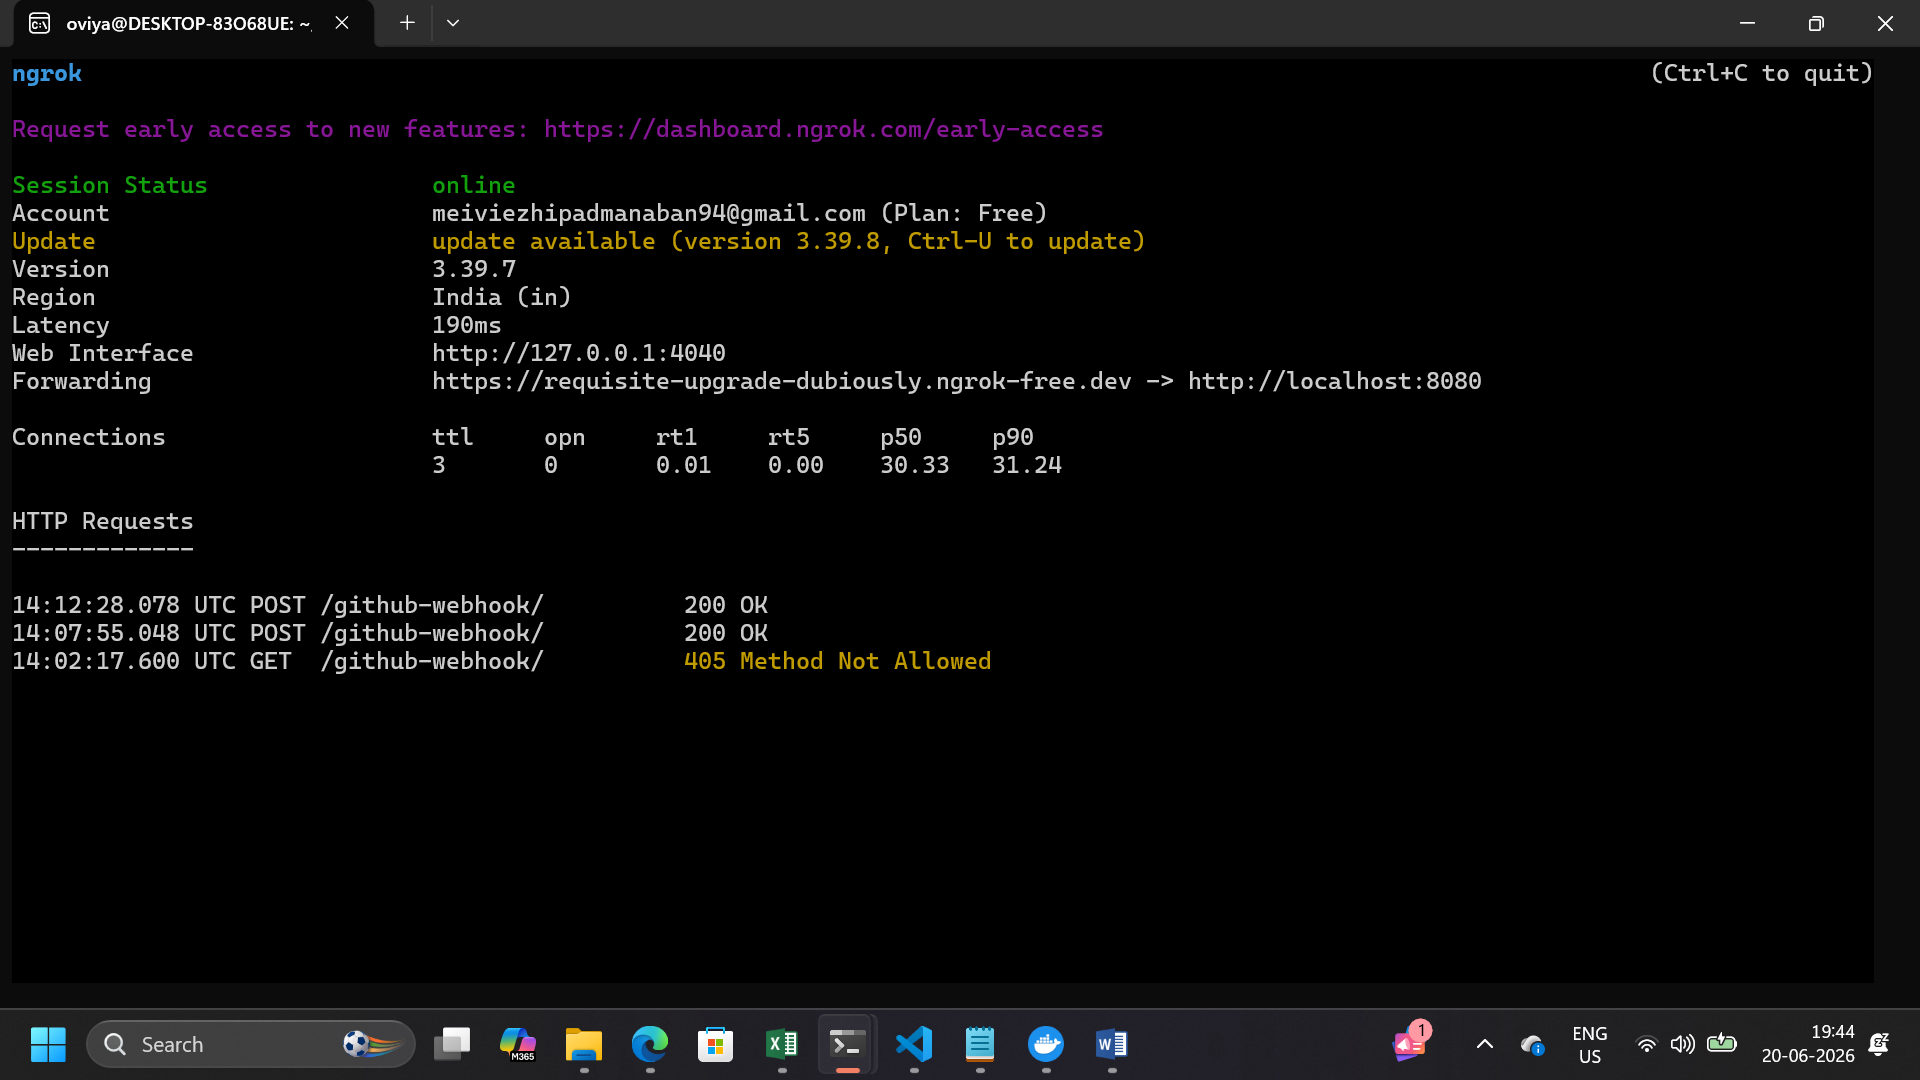 oviya@DESKTOP-83O68UE: ~
ngrok (Ctrl+C to quit)
Request early access to new features: https://dashboard.ngrok.com/early-access
Session Status online
Account meiviezhipadmanaban94@gmail.com (Plan: Free)
Update update available (version 3.39.8, Ctrl-U to update)
Version 3.39.7
Region India (in)
Latency 190ms
Web Interface http://127.0.0.1:4040
Forwarding https://requisite-upgrade-dubiously.ngrok-free.dev -> http://localhost:8080
Connections ttl opn rt1 rt5 p50 p90
3 0 0.01 0.00 30.33 31.24
HTTP Requests
-------------
14:12:28.078 UTC POST /github-webhook/ 200 OK
14:07:55.048 UTC POST /github-webhook/ 200 OK
14:02:17.600 UTC GET /github-webhook/ 405 Method Not Allowed
Search
M365
1
ENG
US
19:44
20-06-2026